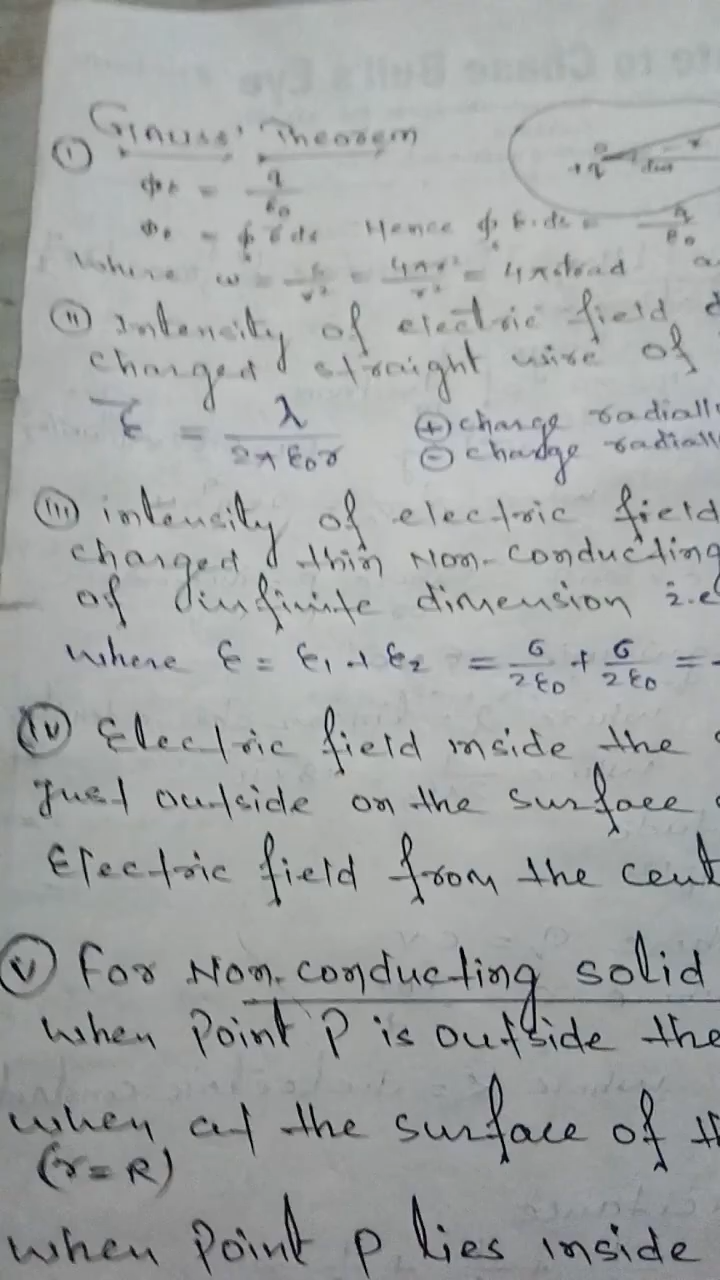 ① Gauss' Theorem
Φε = q/ε₀
Φε = ∮ E ds Hence ∮ E.ds = q/ε₀
where ω = s/r² = 4πr²/r² = 4π
+q
r
② Intensity of electric field
charged straight wire of
E = λ/2πε₀r ⊕ charge radially
⊖ charge radially
(iii) intensity of electric field
charged thin Non-conducting
of infinite dimension i.e
where E = E₁ + E₂ = σ/2ε₀ + σ/2ε₀ =
(iv) Electric field inside the
Just outside on the surface
Electric field from the cent
(v) For Non-conducting solid
when Point P is outside the
when at the surface of th
(r=R)
when Point P lies inside